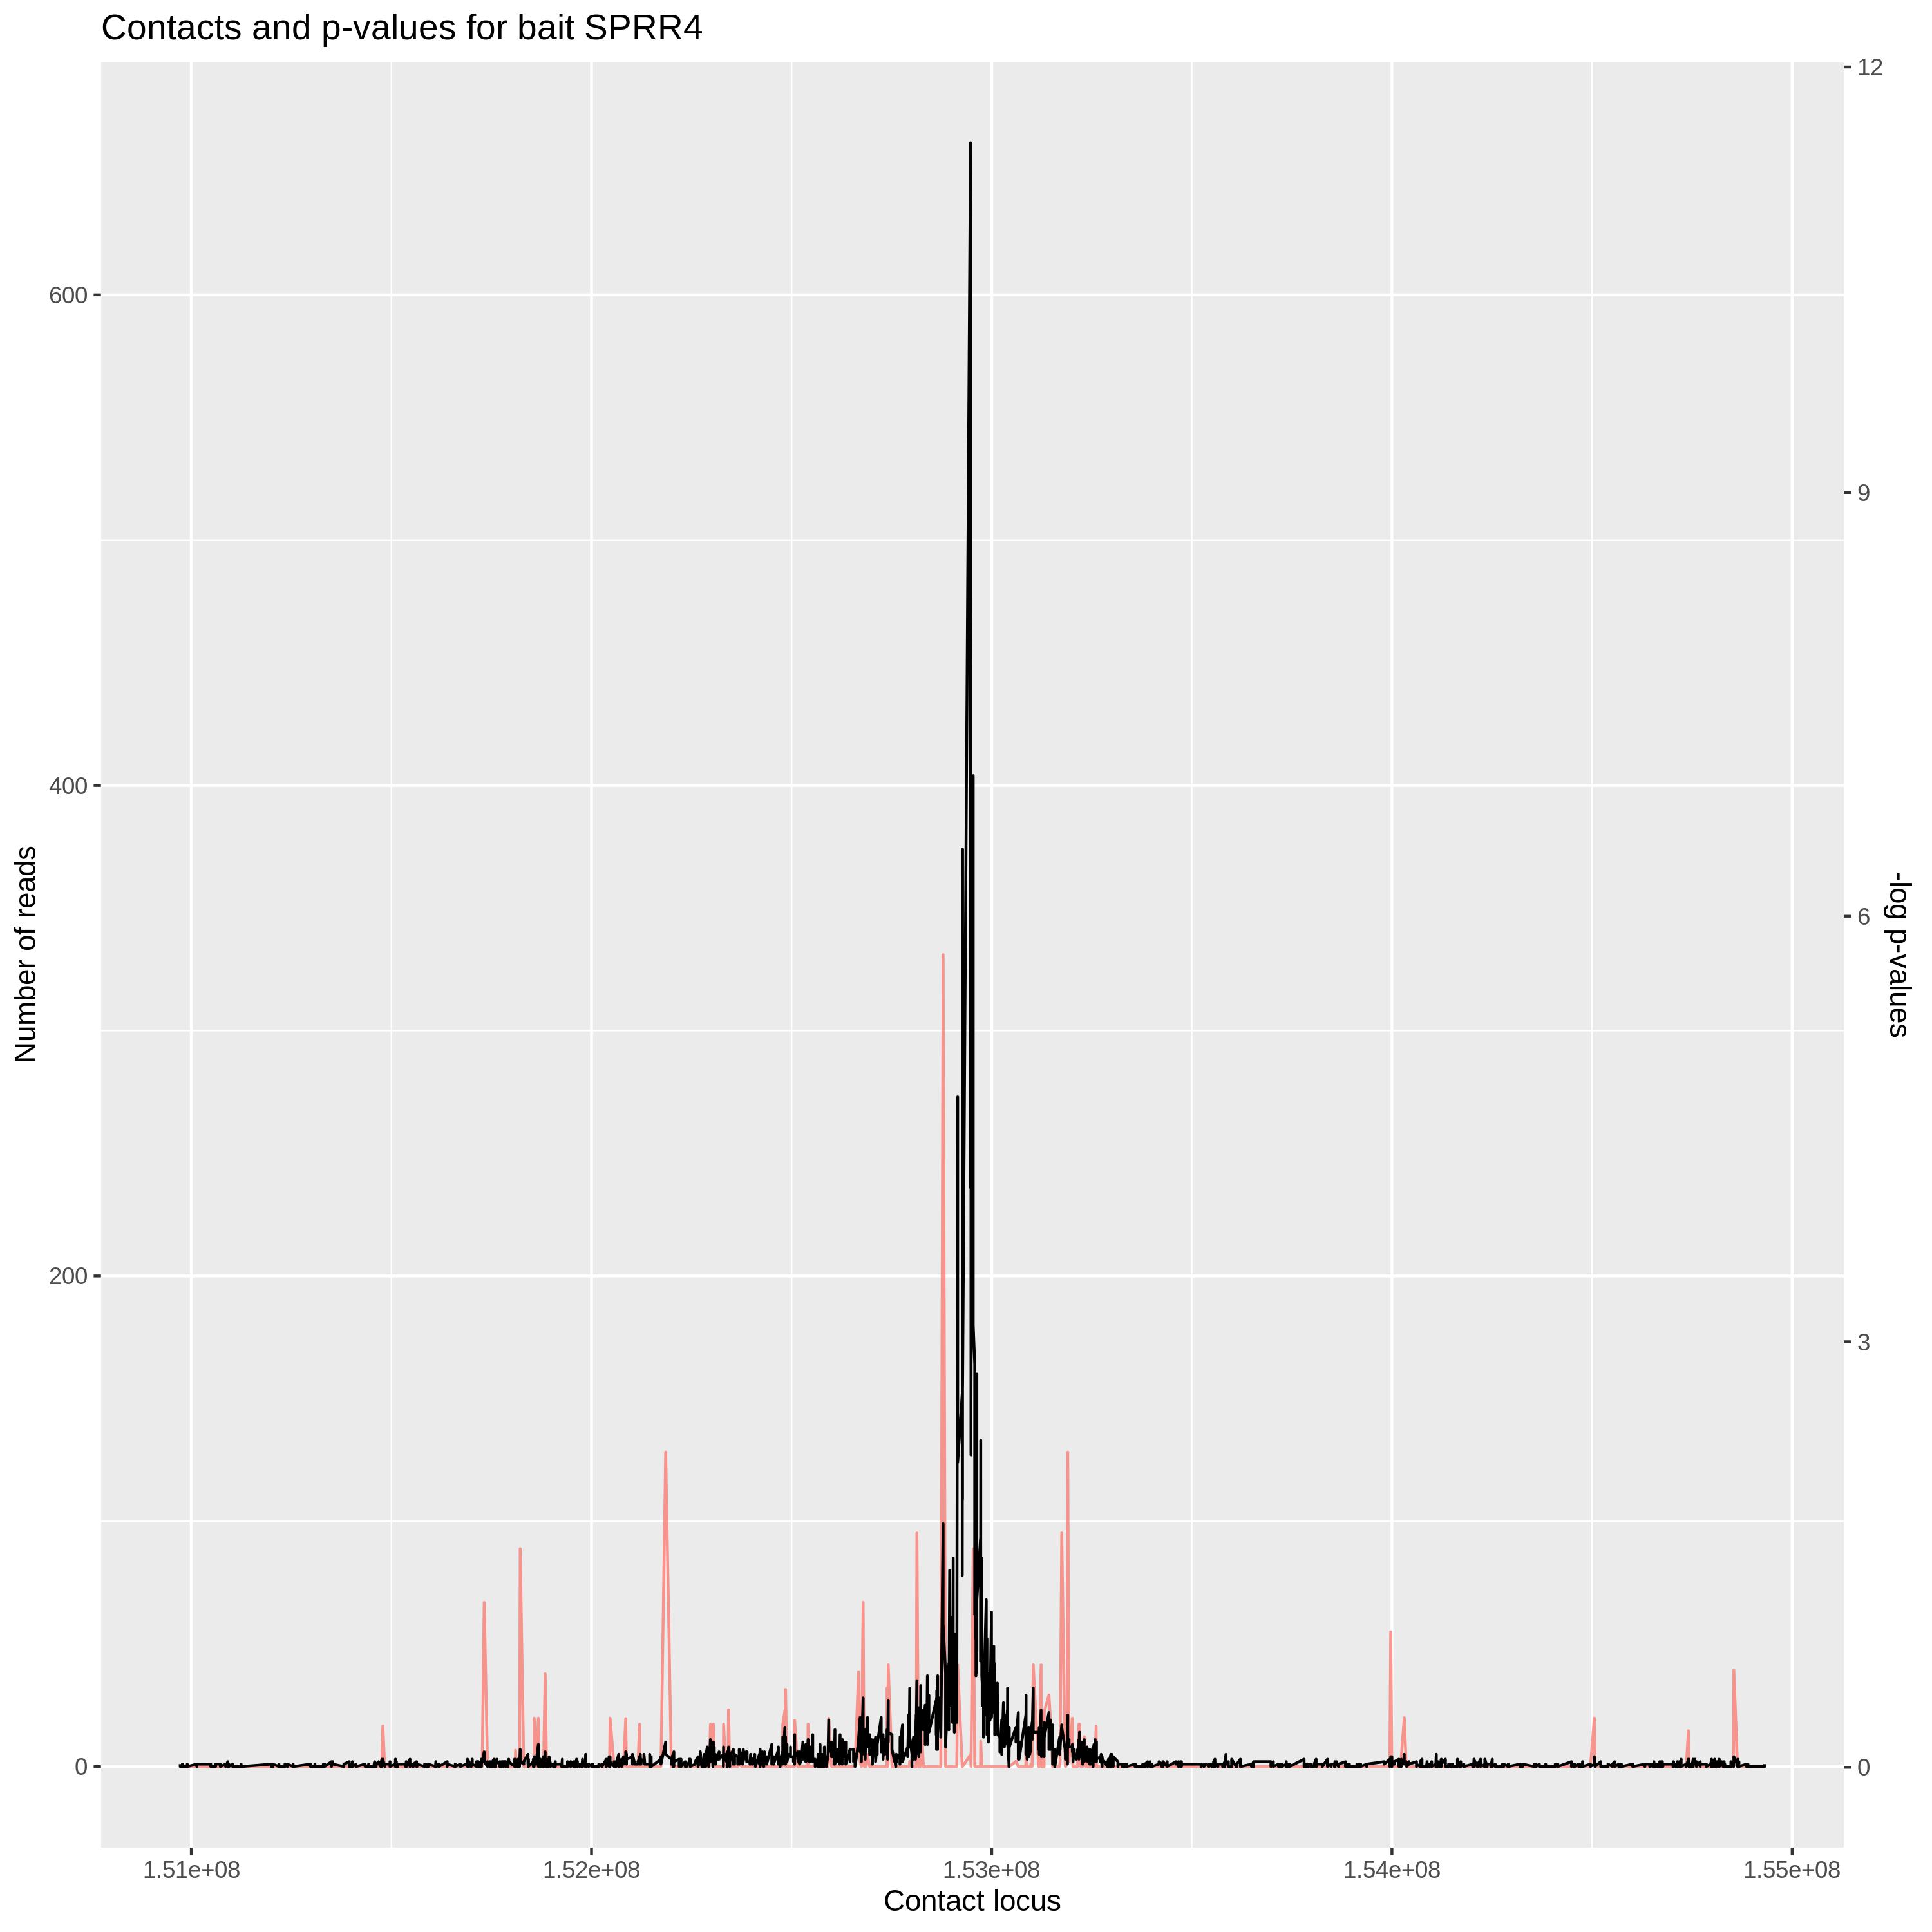 Contacts and p-values for bait SPRR4
12
600
9
400
6
Number of reads
-log p-values
200
3
0
0
1.51e+08 1.52e+08 1.53e+08 1.54e+08 1.55e+08
Contact locus